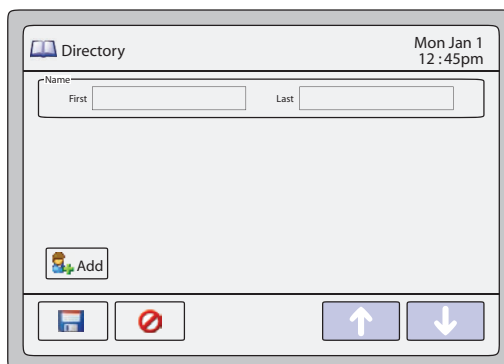 Directory
Mon Jan 1
12:45pm
Name
First
Last
Add